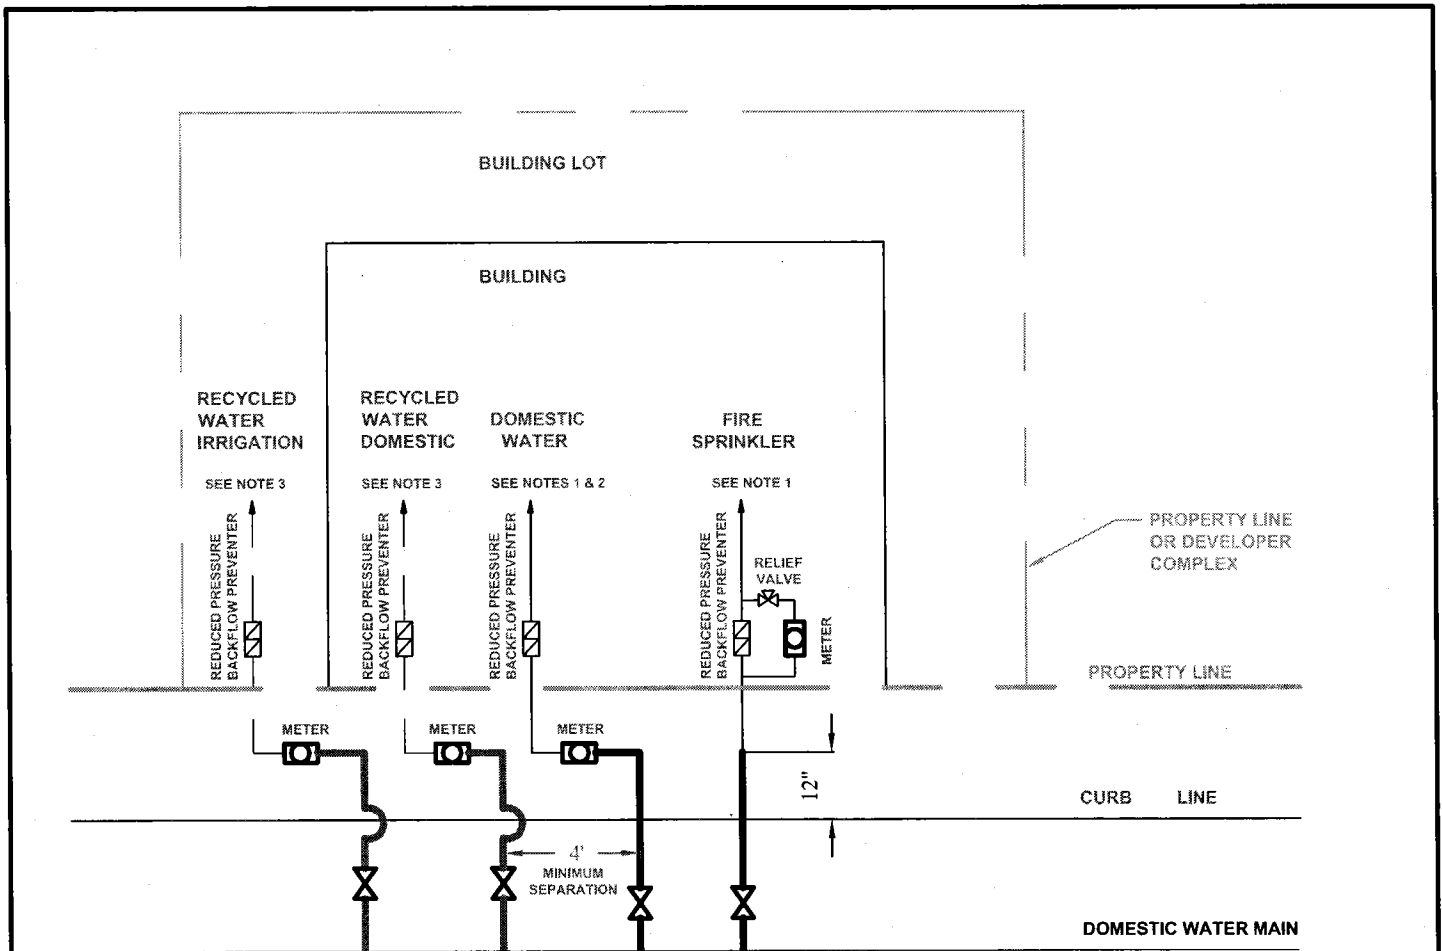 BUILDING LOT
BUILDING
RECYCLED
WATER
IRRIGATION
SEE NOTE 3
RECYCLED
WATER
DOMESTIC
SEE NOTE 3
DOMESTIC
WATER
SEE NOTES 1 & 2
FIRE
SPRINKLER
SEE NOTE 1
PROPERTY LINE
OR DEVELOPER
COMPLEX
REDUCED PRESSURE
BACKFLOW PREVENTER
REDUCED PRESSURE
BACKFLOW PREVENTER
REDUCED PRESSURE
BACKFLOW PREVENTER
REDUCED PRESSURE
BACKFLOW PREVENTER
RELIEF
VALVE
METER
PROPERTY LINE
METER
METER
METER
12"
CURB LINE
4'
MINIMUM
SEPARATION
DOMESTIC WATER MAIN